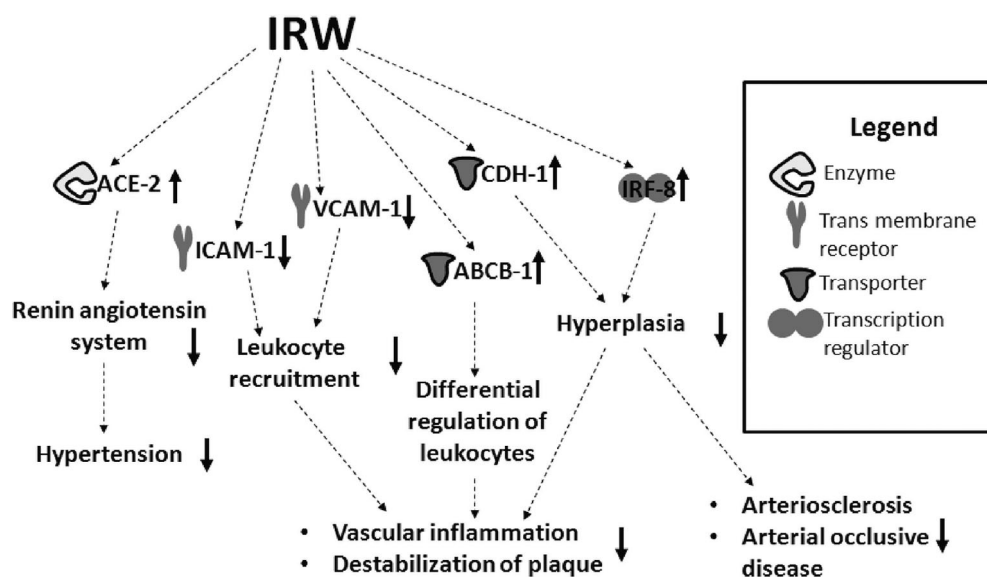 IRW
ACE-2
ICAM-1
VCAM-1
CDH-1
ABCB-1
IRF-8
Renin angiotensin
system
Hypertension
Leukocyte
recruitment
Differential
regulation of
leukocytes
Hyperplasia
• Vascular inflammation
• Destabilization of plaque
• Arteriosclerosis
• Arterial occlusive
disease
Legend
Enzyme
Trans membrane
receptor
Transporter
Transcription
regulator